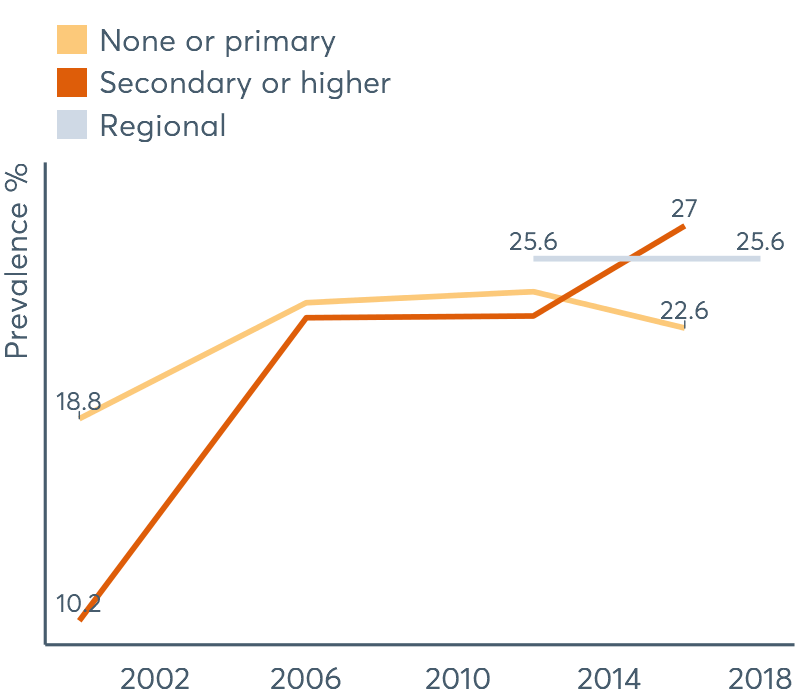 None or primary
Secondary or higher
Regional
Prevalence %
27
25.6
25.6
22.6
18.8
10.2
2002
2006
2010
2014
2018